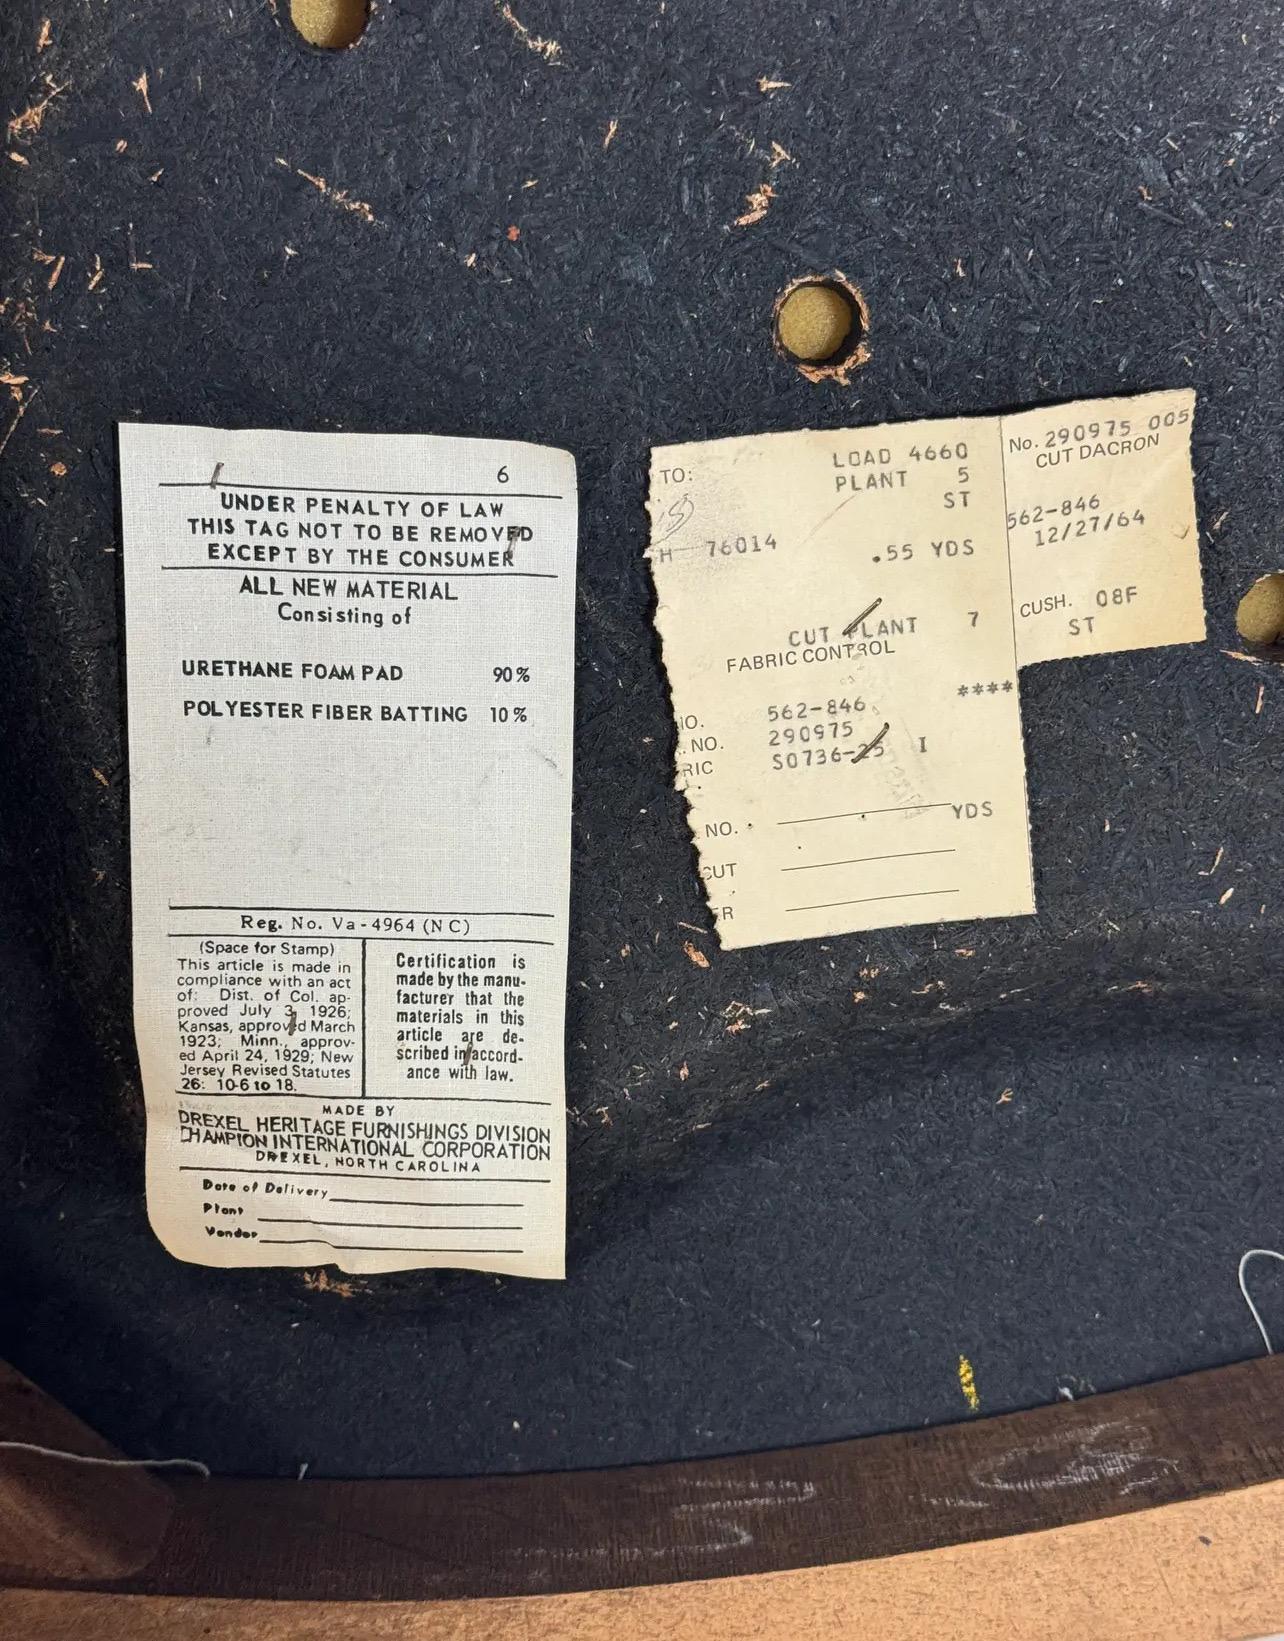 6
UNDER PENALTY OF LAW
THIS TAG NOT TO BE REMOVED
EXCEPT BY THE CONSUMER
ALL NEW MATERIAL
Consisting of
URETHANE FOAM PAD 90%
POLYESTER FIBER BATTING 10%
Reg. No. Va-4964 (NC)
(Space for Stamp)
This article is made in
compliance with an act
of: Dist. of Col. ap-
proved July 3, 1926;
Kansas, approved March
1923; Minn., approv-
ed April 24, 1929; New
Jersey Revised Statutes
26: 10-6 to 18.
Certification is
made by the manu-
facturer that the
materials in this
article are de-
scribed in accord-
ance with law.
MADE BY
DREXEL HERITAGE FURNISHINGS DIVISION
CHAMPION INTERNATIONAL CORPORATION
DREXEL, NORTH CAROLINA
Date of Delivery
Plant
Vendor
TO: LOAD 4660
PLANT 5
ST
H 76014 .55 YDS
CUT PLANT 7
FABRIC CONTROL
****
NO. 562-846
NO. 290975
RIC S0736-25 I
NO. YDS
CUT
ER
No. 290975 005
CUT DACRON
562-846
12/27/64
CUSH. 08F
ST